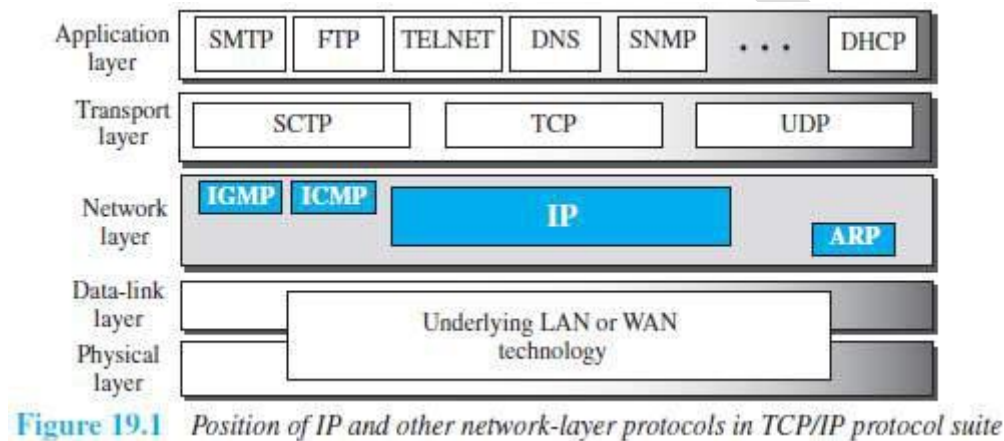 Application layer
SMTP FTP TELNET DNS SNMP • • • DHCP
Transport layer
SCTP TCP UDP
Network layer
IGMP ICMP IP ARP
Data-link layer
Underlying LAN or WAN technology
Physical layer
Figure 19.1 Position of IP and other network-layer protocols in TCP/IP protocol suite